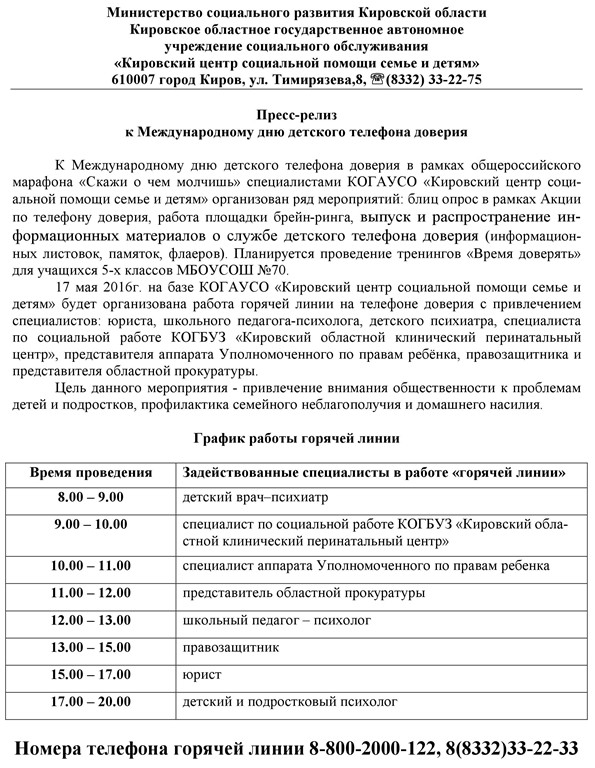 Министерство социального развития Кировской области
Кировское областное государственное автономное
учреждение социального обслуживания
«Кировский центр социальной помощи семье и детям»
610007 город Киров, ул. Тимирязева,8, ☏(8332) 33-22-75
Пресс-релиз
к Международному дню детского телефона доверия
К Международному дню детского телефона доверия в рамках общероссийского
марафона «Скажи о чем молчишь» специалистами КОГАУСО «Кировский центр соци-
альной помощи семье и детям» организован ряд мероприятий: блиц опрос в рамках Акции
по телефону доверия, работа площадки брейн-ринга, выпуск и распространение ин-
формационных материалов о службе детского телефона доверия (информацион-
ных листовок, памяток, флаеров). Планируется проведение тренингов «Время доверять»
для учащихся 5-х классов МБОУСОШ №70.
17 мая 2016г. на базе КОГАУСО «Кировский центр социальной помощи семье и
детям» будет организована работа горячей линии на телефоне доверия с привлечением
специалистов: юриста, школьного педагога-психолога, детского психиатра, специалиста
по социальной работе КОГБУЗ «Кировский областной клинический перинатальный
центр», представителя аппарата Уполномоченного по правам ребёнка, правозащитника и
представителя областной прокуратуры.
Цель данного мероприятия - привлечение внимания общественности к проблемам
детей и подростков, профилактика семейного неблагополучия и домашнего насилия.
График работы горячей линии
Время проведения Задействованные специалисты в работе «горячей линии»
8.00 – 9.00 детский врач–психиатр
9.00 – 10.00 специалист по социальной работе КОГБУЗ «Кировский обла-
стной клинический перинатальный центр»
10.00 – 11.00 специалист аппарата Уполномоченного по правам ребенка
11.00 – 12.00 представитель областной прокуратуры
12.00 – 13.00 школьный педагог – психолог
13.00 – 15.00 правозащитник
15.00 – 17.00 юрист
17.00 – 20.00 детский и подростковый психолог
Номера телефона горячей линии 8-800-2000-122, 8(8332)33-22-33